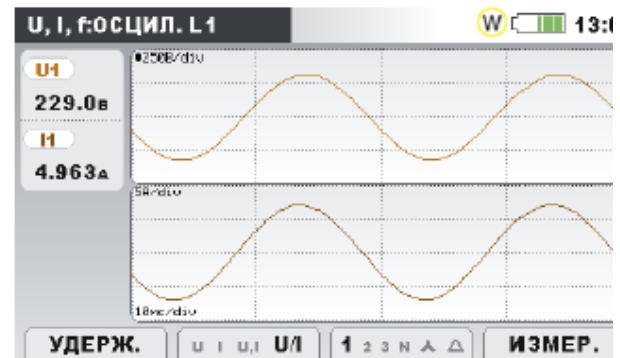 U, I, f:ОСЦИЛ. L1 W 13:
U1
229.0в
I1
4.963А
250В/div
5А/div
10мс/div
УДЕРЖ. U I U,I U/I 1 2 3 N ИЗМЕР.